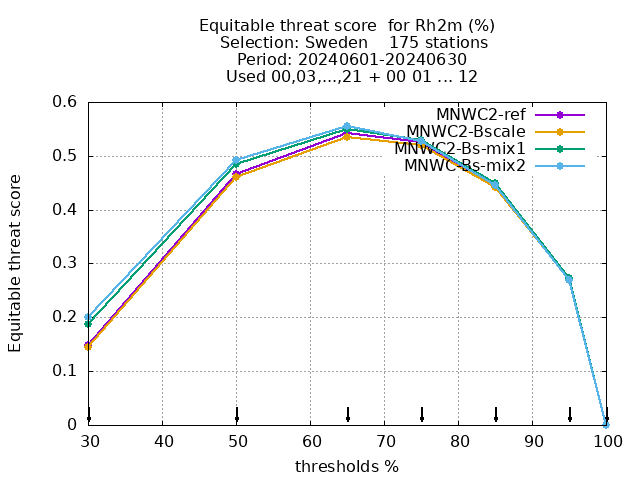 Equitable threat score  for Rh2m (%)
Selection: Sweden    175 stations
Period: 20240601-20240630
Used 00,03,...,21 + 00 01 ... 12
MNWC2-ref
MNWC2-Bscale
MNWC2-Bs-mix1
MNWC-Bs-mix2
Equitable threat score
0.6
0.5
0.4
0.3
0.2
0.1
0
30 40 50 60 70 80 90 100
thresholds %